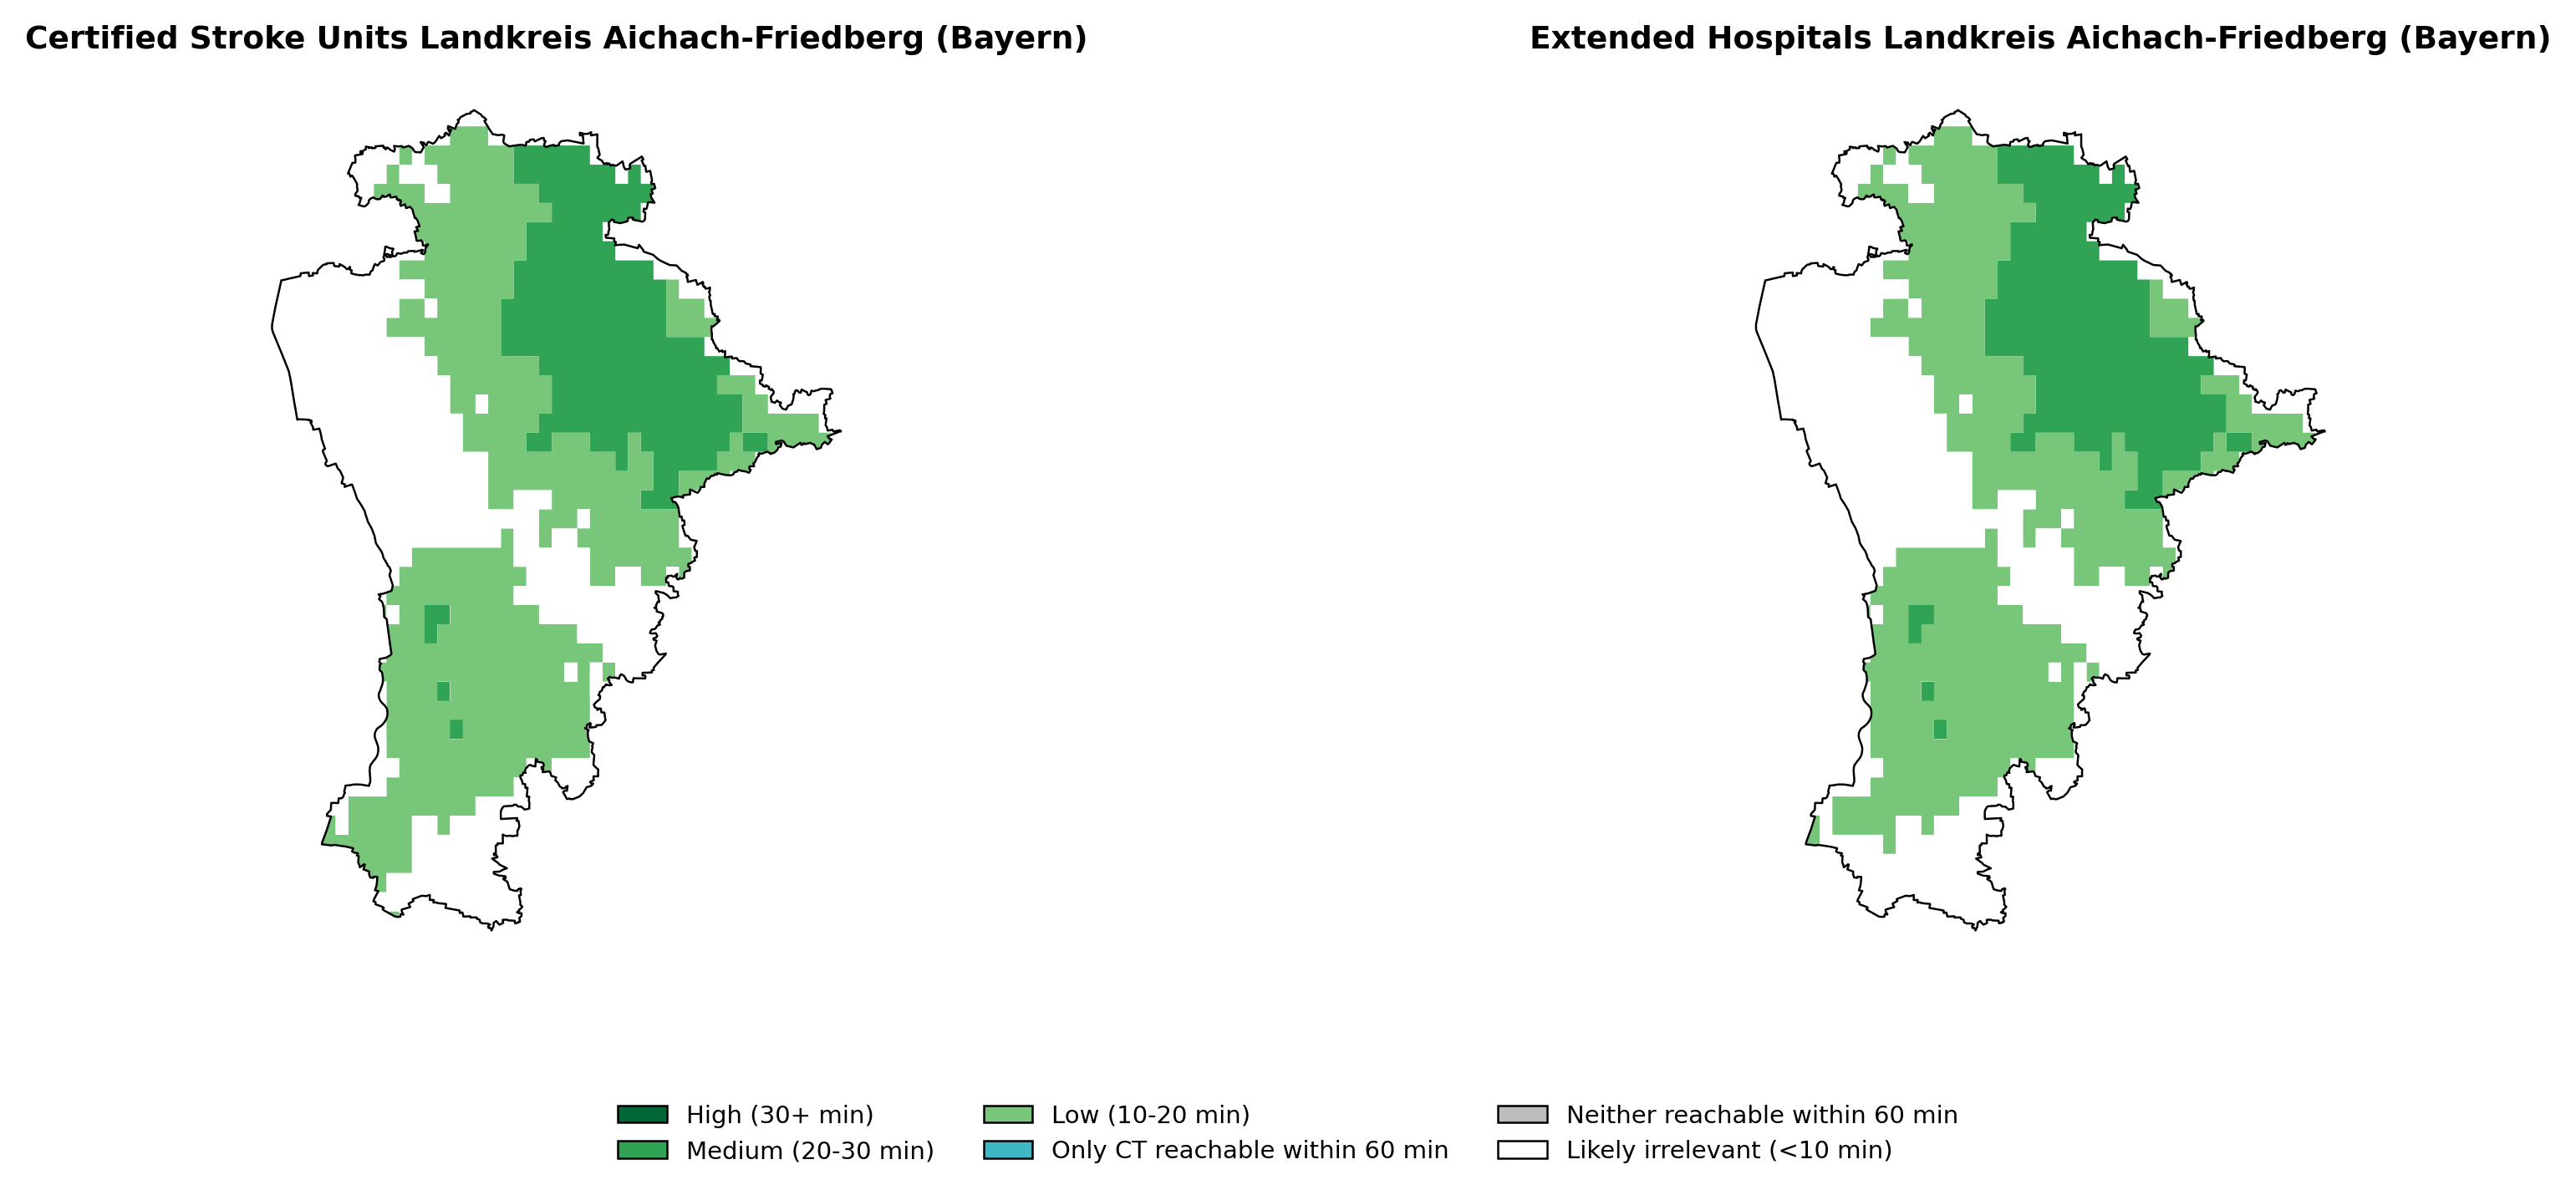 Certified Stroke Units Landkreis Aichach-Friedberg (Bayern)
Extended Hospitals Landkreis Aichach-Friedberg (Bayern)
High (30+ min)
Medium (20-30 min)
Low (10-20 min)
Only CT reachable within 60 min
Neither reachable within 60 min
Likely irrelevant (<10 min)